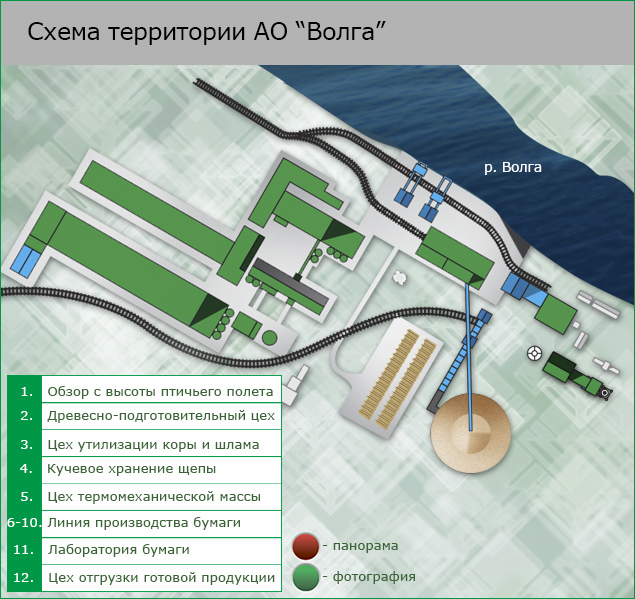 Схема территории АО “Волга”
р. Волга
1. Обзор с высоты птичьего полета
2. Древесно-подготовительный цех
3. Цех утилизации коры и шлама
4. Кучевое хранение щепы
5. Цех термомеханической массы
6-10. Линия производства бумаги
11. Лаборатория бумаги
12. Цех отгрузки готовой продукции
- панорама
- фотография